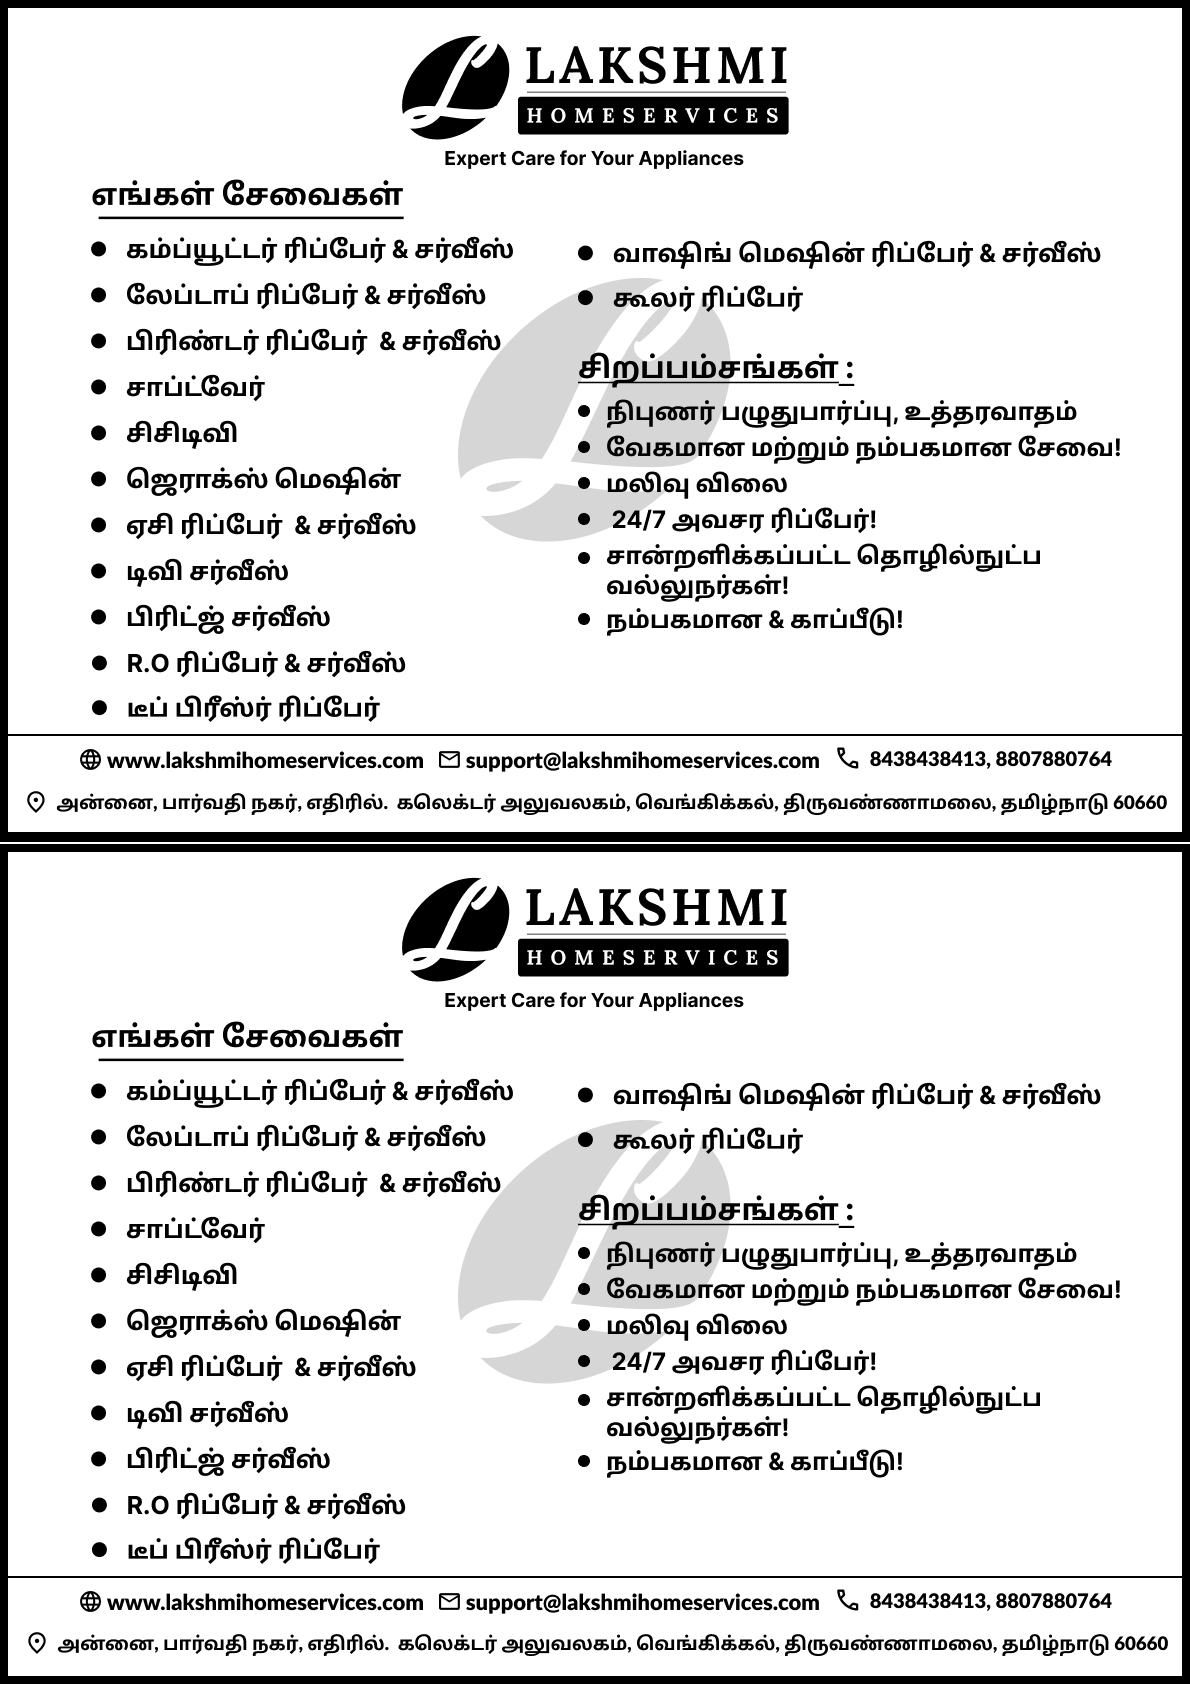 LAKSHMI
HOMESERVICES
Expert Care for Your Appliances
எங்கள் சேவைகள்
கம்ப்யூட்டர் ரிப்பேர் & சர்வீஸ்
லேப்டாப் ரிப்பேர் & சர்வீஸ்
பிரிண்டர் ரிப்பேர் & சர்வீஸ்
சாப்ட்வேர்
சிசிடிவி
ஜெராக்ஸ் மெஷின்
ஏசி ரிப்பேர் & சர்வீஸ்
டிவி சர்வீஸ்
பிரிட்ஜ் சர்வீஸ்
R.O ரிப்பேர் & சர்வீஸ்
டீப் பிரீஸ்ர் ரிப்பேர்
வாஷிங் மெஷின் ரிப்பேர் & சர்வீஸ்
கூலர் ரிப்பேர்
சிறப்பம்சங்கள் :
நிபுணர் பழுதுபார்ப்பு, உத்தரவாதம்
வேகமான மற்றும் நம்பகமான சேவை!
மலிவு விலை
24/7 அவசர ரிப்பேர்!
சான்றளிக்கப்பட்ட தொழில்நுட்ப
வல்லுநர்கள்!
நம்பகமான & காப்பீடு!
www.lakshmihomeservices.com support@lakshmihomeservices.com 8438438413, 8807880764
அன்னை, பார்வதி நகர், எதிரில். கலெக்டர் அலுவலகம், வெங்கிக்கல், திருவண்ணாமலை, தமிழ்நாடு 60660
LAKSHMI
HOMESERVICES
Expert Care for Your Appliances
எங்கள் சேவைகள்
கம்ப்யூட்டர் ரிப்பேர் & சர்வீஸ்
லேப்டாப் ரிப்பேர் & சர்வீஸ்
பிரிண்டர் ரிப்பேர் & சர்வீஸ்
சாப்ட்வேர்
சிசிடிவி
ஜெராக்ஸ் மெஷின்
ஏசி ரிப்பேர் & சர்வீஸ்
டிவி சர்வீஸ்
பிரிட்ஜ் சர்வீஸ்
R.O ரிப்பேர் & சர்வீஸ்
டீப் பிரீஸ்ர் ரிப்பேர்
வாஷிங் மெஷின் ரிப்பேர் & சர்வீஸ்
கூலர் ரிப்பேர்
சிறப்பம்சங்கள் :
நிபுணர் பழுதுபார்ப்பு, உத்தரவாதம்
வேகமான மற்றும் நம்பகமான சேவை!
மலிவு விலை
24/7 அவசர ரிப்பேர்!
சான்றளிக்கப்பட்ட தொழில்நுட்ப
வல்லுநர்கள்!
நம்பகமான & காப்பீடு!
www.lakshmihomeservices.com support@lakshmihomeservices.com 8438438413, 8807880764
அன்னை, பார்வதி நகர், எதிரில். கலெக்டர் அலுவலகம், வெங்கிக்கல், திருவண்ணாமலை, தமிழ்நாடு 60660